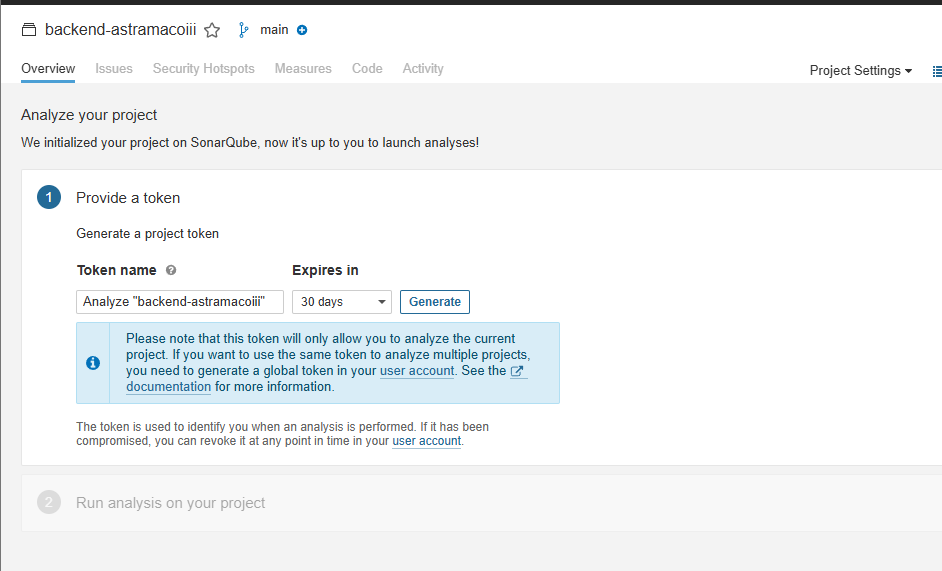 backend-astramacoiii main
Overview Issues Security Hotspots Measures Code Activity Project Settings
Analyze your project
We initialized your project on SonarQube, now it's up to you to launch analyses!
1 Provide a token
Generate a project token
Token name ? Expires in
Analyze "backend-astramacoiii" 30 days Generate
Please note that this token will only allow you to analyze the current
project. If you want to use the same token to analyze multiple projects,
you need to generate a global token in your user account. See the
documentation for more information.
The token is used to identify you when an analysis is performed. If it has been
compromised, you can revoke it at any point in time in your user account.
2 Run analysis on your project